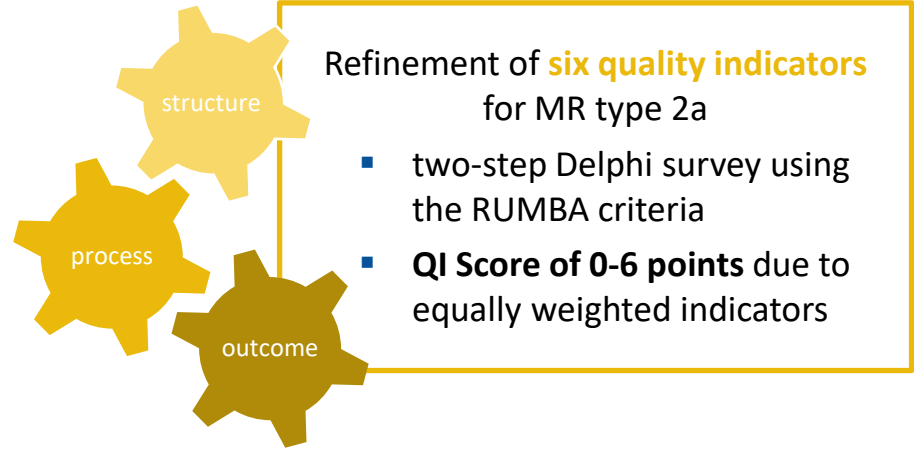 structure
process
outcome
Refinement of six quality indicators
for MR type 2a
▪ two-step Delphi survey using
the RUMBA criteria
▪ QI Score of 0-6 points due to
equally weighted indicators